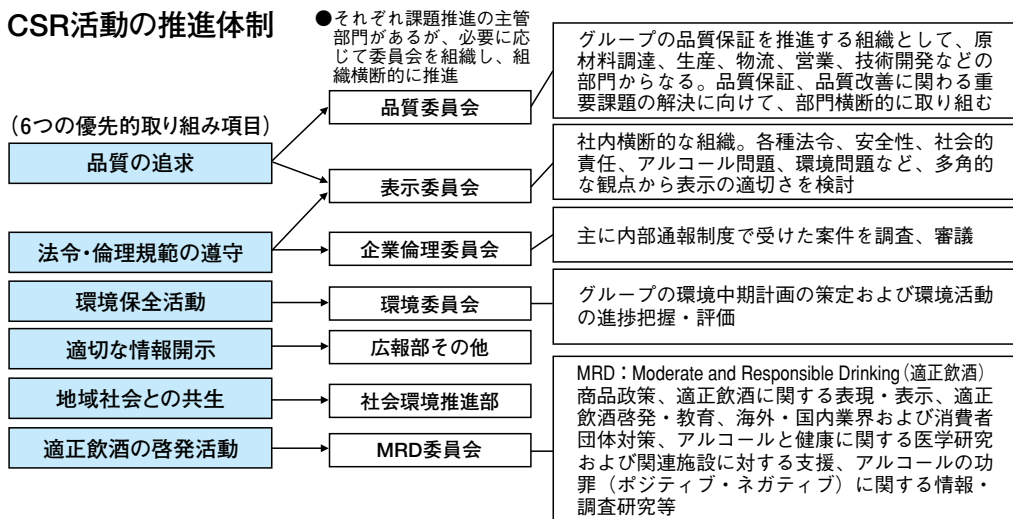 CSR活動の推進体制
●それぞれ課題推進の主管
部門があるが、必要に応
じて委員会を組織し、組
織横断的に推進
（6つの優先的取り組み項目）
品質の追求
法令・倫理規範の遵守
環境保全活動
適切な情報開示
地域社会との共生
適正飲酒の啓発活動
品質委員会
表示委員会
企業倫理委員会
環境委員会
広報部その他
社会環境推進部
MRD委員会
グループの品質保証を推進する組織として、原
材料調達、生産、物流、営業、技術開発などの
部門からなる。品質保証、品質改善に関わる重
要課題の解決に向けて、部門横断的に取り組む
社内横断的な組織。各種法令、安全性、社会的
責任、アルコール問題、環境問題など、多角的
な観点から表示の適切さを検討
主に内部通報制度で受けた案件を調査、審議
グループの環境中期計画の策定および環境活動
の進捗把握・評価
MRD：Moderate and Responsible Drinking（適正飲酒）
商品政策、適正飲酒に関する表現・表示、適正
飲酒啓発・教育、海外・国内業界および消費者
団体対策、アルコールと健康に関する医学研究
および関連施設に対する支援、アルコールの功
罪（ポジティブ・ネガティブ）に関する情報・
調査研究等